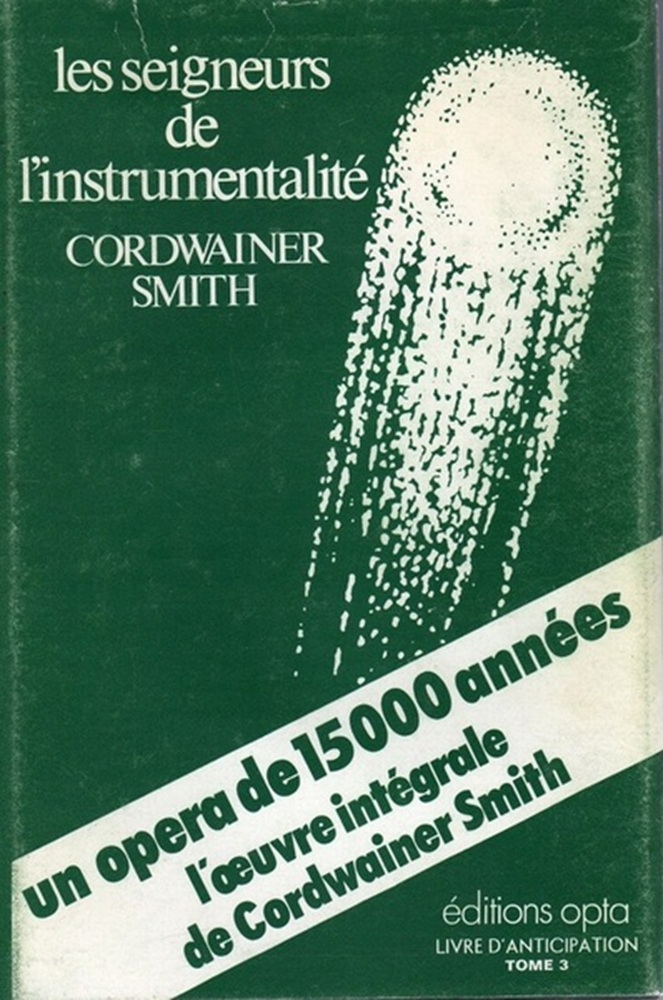 les seigneurs
de
l'instrumentalité
CORDWAINER
SMITH
un opera de 15000 années
l'œuvre intégrale
de Cordwainer Smith
éditions opta
LIVRE D'ANTICIPATION
TOME 3